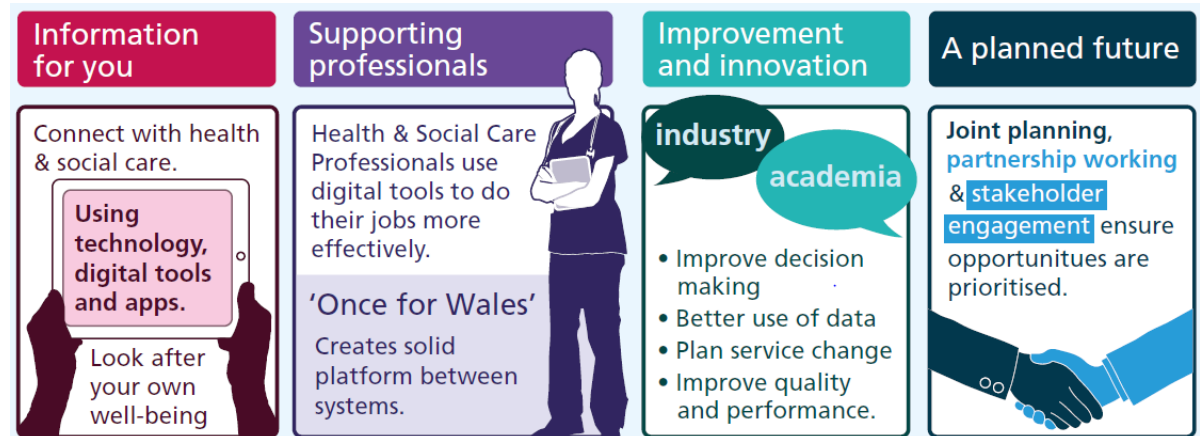 Information
for you
Connect with health
& social care.
Using
technology,
digital tools
and apps.
Look after
your own
well-being
Supporting
professionals
Health & Social Care
Professionals use
digital tools to do
their jobs more
effectively.
‘Once for Wales’
Creates solid
platform between
systems.
Improvement
and innovation
industry
academia
• Improve decision
making
• Better use of data
• Plan service change
• Improve quality
and performance.
A planned future
Joint planning,
partnership working
& stakeholder
engagement ensure
opportunitues are
prioritised.